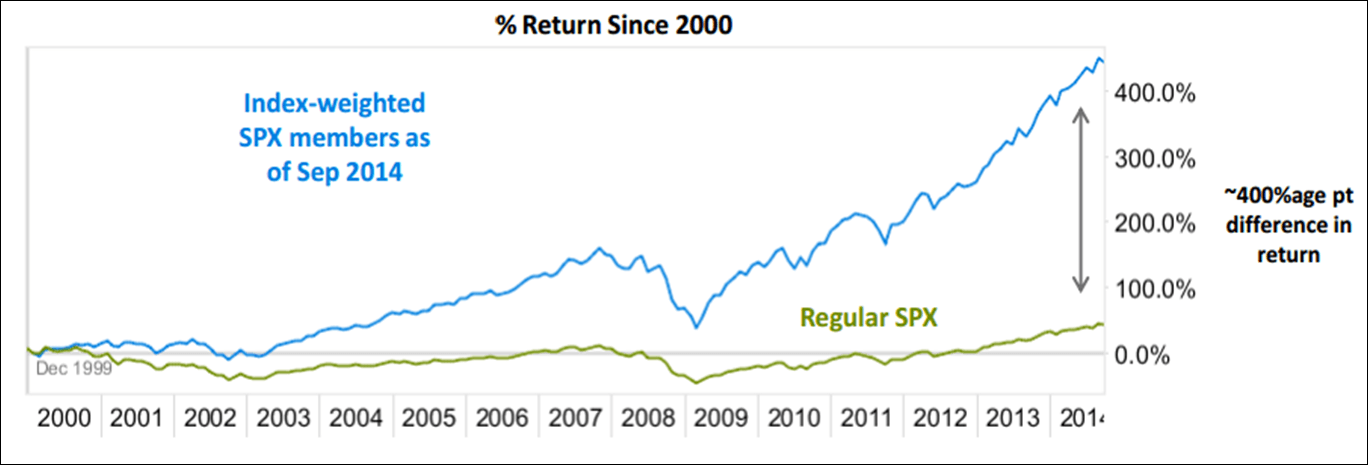 % Return Since 2000
Index-weighted
SPX members as
of Sep 2014
400.0%
300.0%
~400%age pt
difference in
return
200.0%
100.0%
Regular SPX
0.0%
Dec 1999
2000 2001 2002 2003 2004 2005 2006 2007 2008 2009 2010 2011 2012 2013 2014